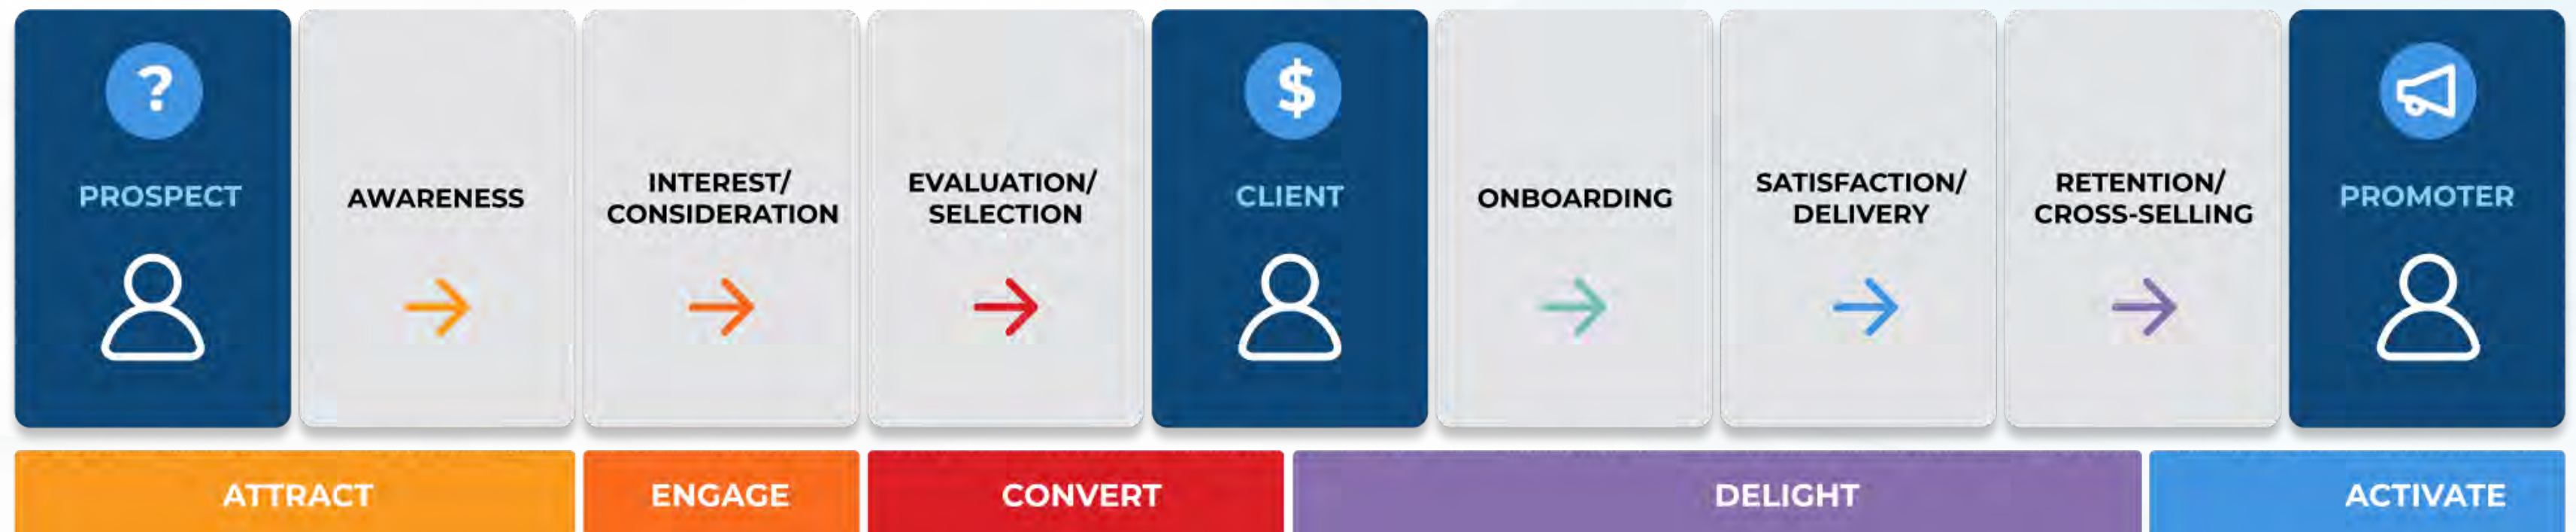 ?
PROSPECT
AWARENESS
INTEREST/
CONSIDERATION
EVALUATION/
SELECTION
$
CLIENT
ONBOARDING
SATISFACTION/
DELIVERY
RETENTION/
CROSS-SELLING
PROMOTER
ATTRACT
ENGAGE
CONVERT
DELIGHT
ACTIVATE